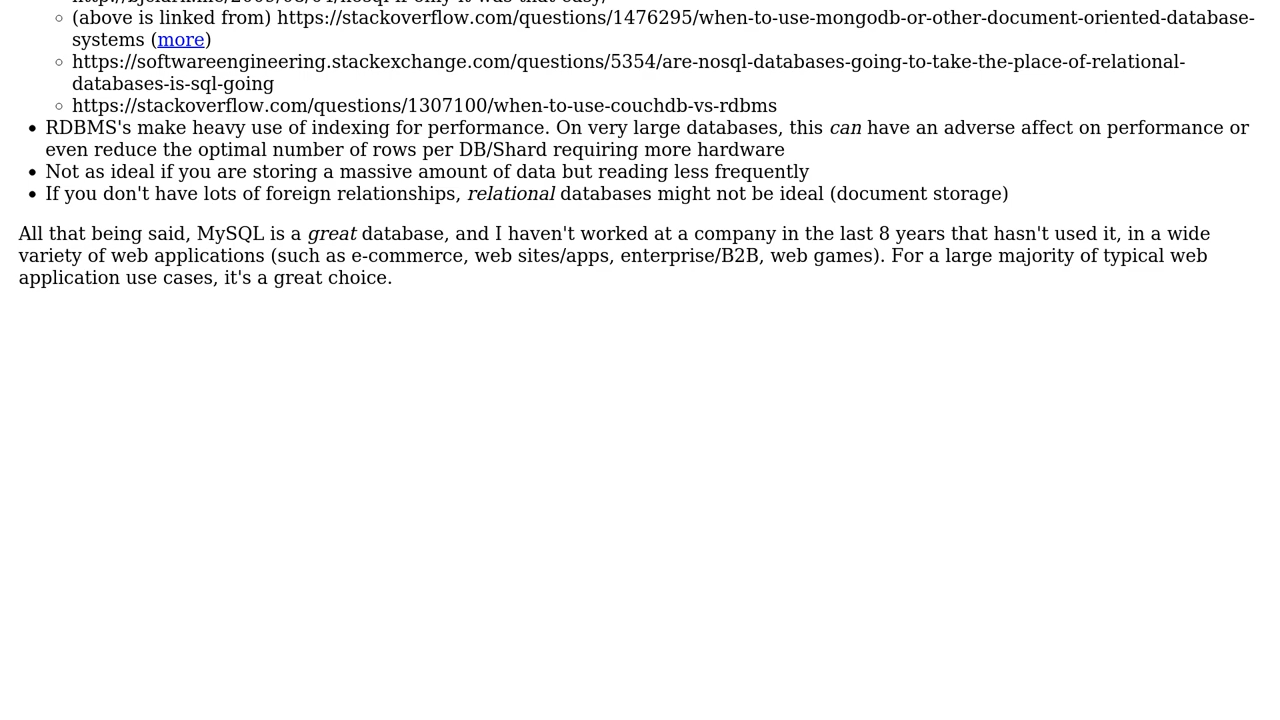 (above is linked from) https://stackoverflow.com/questions/1476295/when-to-use-mongodb-or-other-document-oriented-database-
systems (more)
https://softwareengineering.stackexchange.com/questions/5354/are-nosql-databases-going-to-take-the-place-of-relational-
databases-is-sql-going
https://stackoverflow.com/questions/1307100/when-to-use-couchdb-vs-rdbms
RDBMS's make heavy use of indexing for performance. On very large databases, this can have an adverse affect on performance or
even reduce the optimal number of rows per DB/Shard requiring more hardware
Not as ideal if you are storing a massive amount of data but reading less frequently
If you don't have lots of foreign relationships, relational databases might not be ideal (document storage)
All that being said, MySQL is a great database, and I haven't worked at a company in the last 8 years that hasn't used it, in a wide
variety of web applications (such as e-commerce, web sites/apps, enterprise/B2B, web games). For a large majority of typical web
application use cases, it's a great choice.